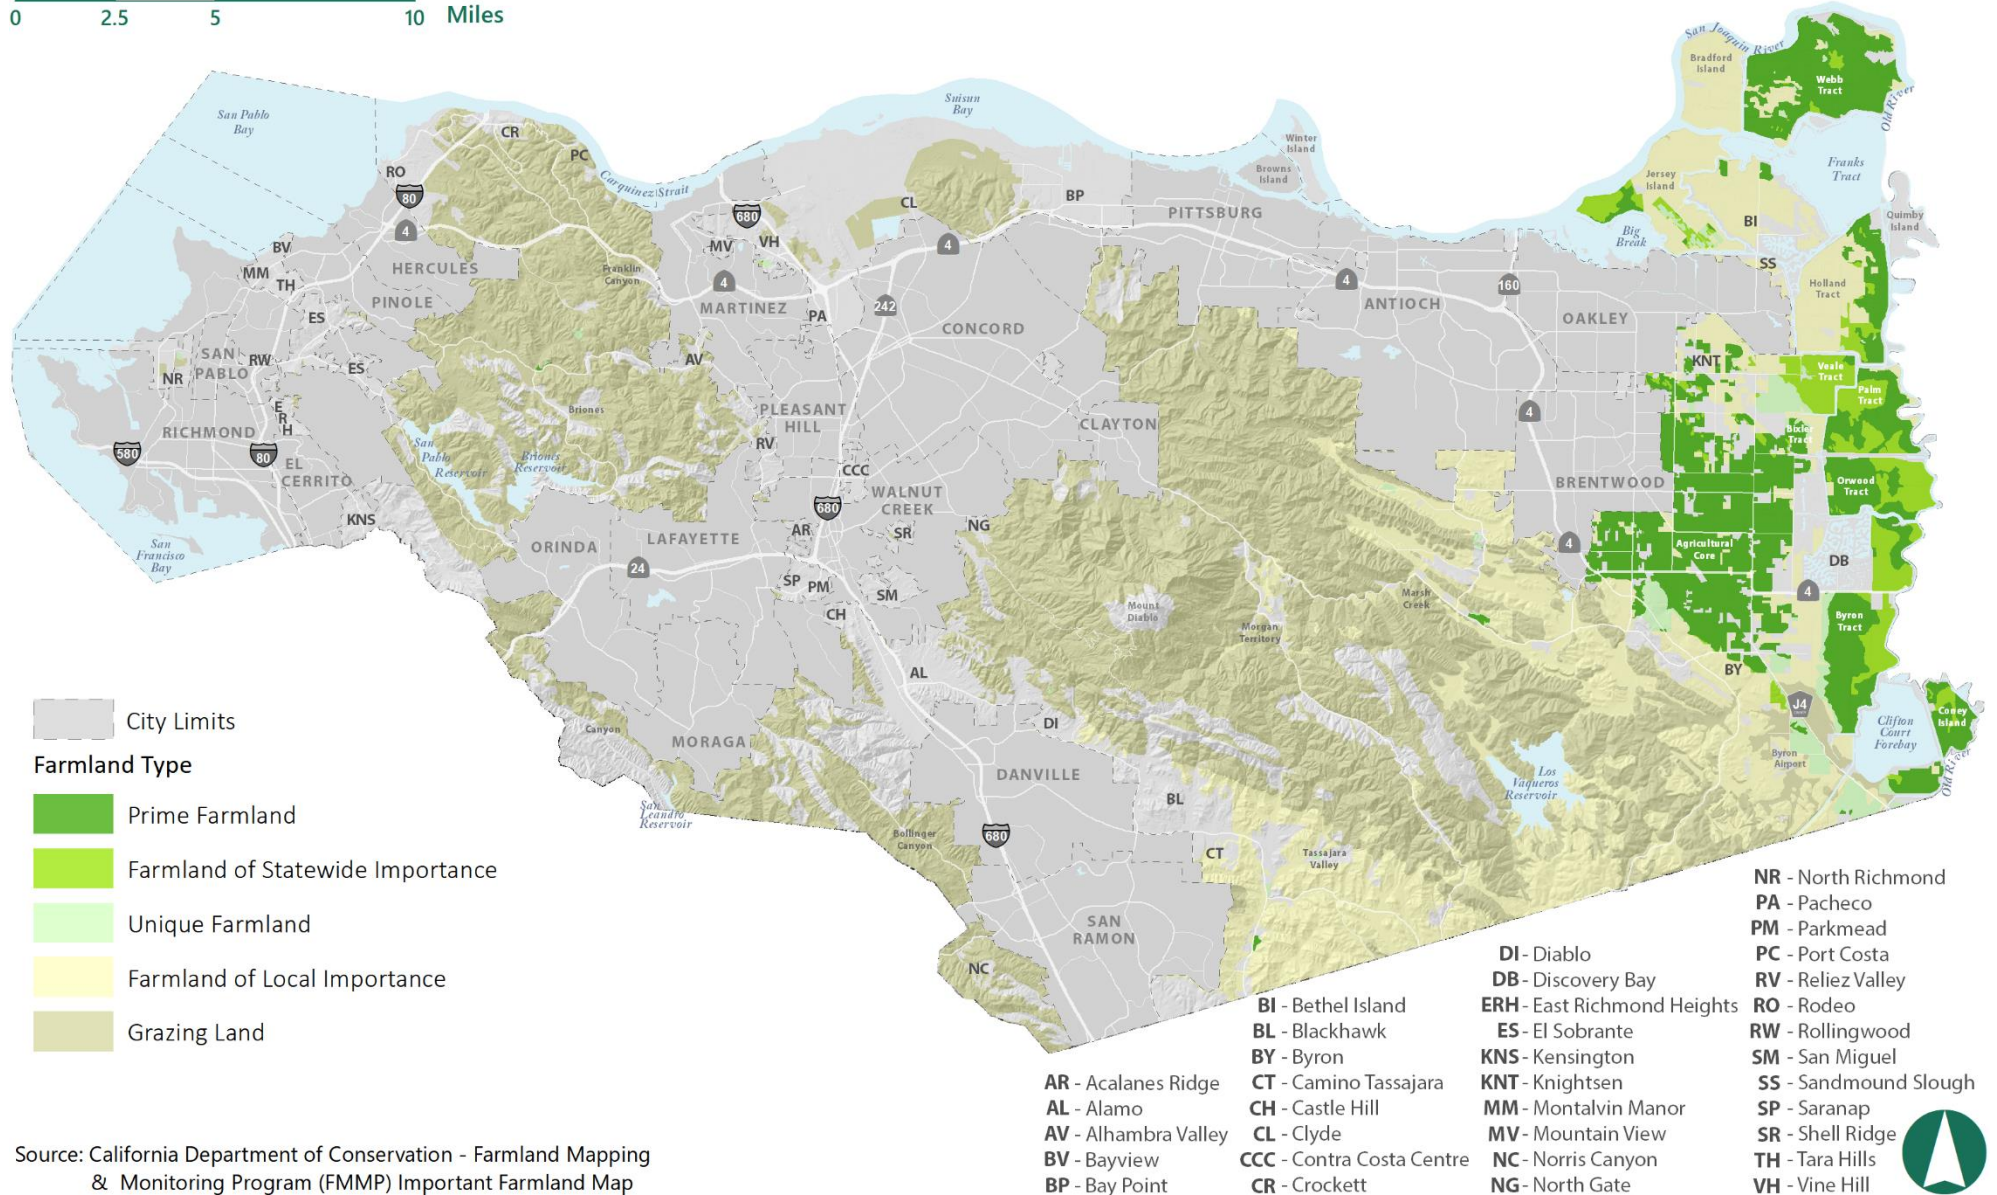 0 2.5 5 10 Miles
San Joaquin River
Bradford
Island
Webb
Tract
Old River
San Pablo
Bay
Suisun
Bay
CR
PC
RO
80
Carquinez Strait
Winter
Island
Browns
Island
Franks
Tract
Jersey
Island
BP
PITTSBURG
CL
680
4
BV
MV
VH
4
BI
Quimby
Island
Big
Break
MM
TH
HERCULES
Franklin
Canyon
4
4
160
SS
Holland
Tract
PINOLE
MARTINEZ
PA
242
ANTIOCH
OAKLEY
ES
CONCORD
SAN
PABLO
RW
NR
ES
AV
KNT
Veale
Tract
Palm
Tract
E
R
H
Briones
PLEASANT
HILL
CLAYTON
4
RICHMOND
RV
Bixler
Tract
580
80
San
Pablo
Reservoir
Briones
Reservoir
EL
CERRITO
CCC
WALNUT
CREEK
BRENTWOOD
Orwood
Tract
680
KNS
NG
AR
SR
San
Francisco
Bay
ORINDA
LAFAYETTE
4
Agricultural
Core
DB
24
SP
PM
SM
Marsh
Creek
4
CH
Mount
Diablo
Morgan
Territory
Byron
Tract
AL
BY
J4
Coney
Island
City Limits
DI
Canyon
MORAGA
Clifton
Court
Forebay
Byron
Airport
Old River
Farmland Type
DANVILLE
Los
Vaqueros
Reservoir
BL
San
Leandro
Reservoir
Prime Farmland
Bollinger
Canyon
680
CT
Tassajara
Valley
Farmland of Statewide Importance
Unique Farmland
SAN
RAMON
Farmland of Local Importance
NC
Grazing Land
AR - Acalanes Ridge
AL - Alamo
AV - Alhambra Valley
BV - Bayview
BP - Bay Point
BI - Bethel Island
BL - Blackhawk
BY - Byron
CT - Camino Tassajara
CH - Castle Hill
CL - Clyde
CCC - Contra Costa Centre
CR - Crockett
DI - Diablo
DB - Discovery Bay
ERH - East Richmond Heights
ES - El Sobrante
KNS - Kensington
KNT - Knightsen
MM - Montalvin Manor
MV - Mountain View
NC - Norris Canyon
NG - North Gate
NR - North Richmond
PA - Pacheco
PM - Parkmead
PC - Port Costa
RV - Reliez Valley
RO - Rodeo
RW - Rollingwood
SM - San Miguel
SS - Sandmound Slough
SP - Saranap
SR - Shell Ridge
TH - Tara Hills
VH - Vine Hill
Source: California Department of Conservation - Farmland Mapping
& Monitoring Program (FMMP) Important Farmland Map